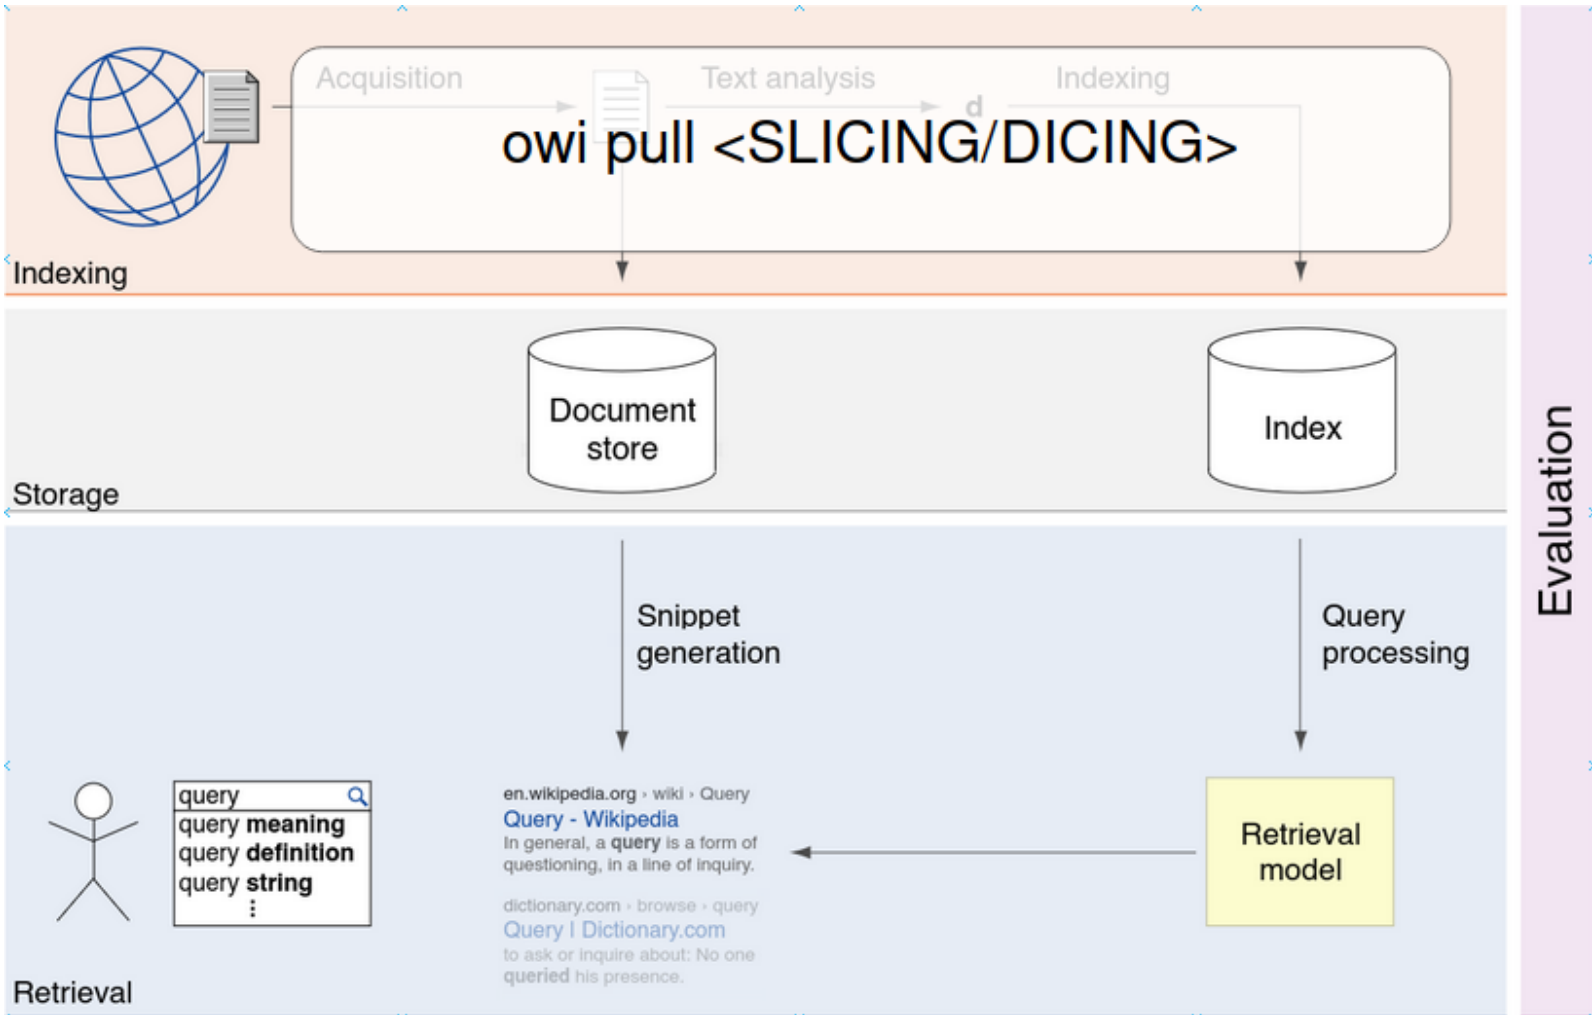 Acquisition
Text analysis
Indexing
d
owi pull <SLICING/DICING>
Indexing
Document
store
Index
Storage
Evaluation
Snippet
generation
Query
processing
query
query meaning
query definition
query string
⋮
en.wikipedia.org › wiki › Query
Query - Wikipedia
In general, a query is a form of
questioning, in a line of inquiry.
dictionary.com › browse › query
Query | Dictionary.com
to ask or inquire about: No one
queried his presence.
Retrieval
model
Retrieval